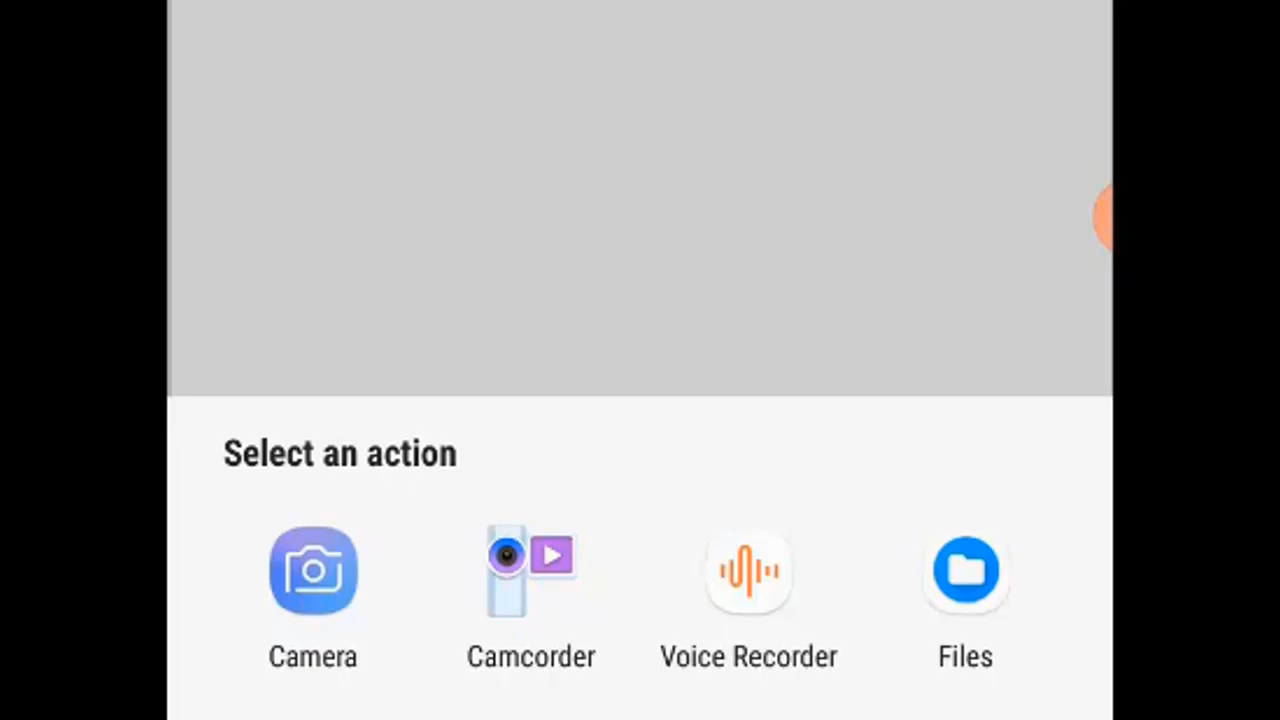 Select an action
Camera
Camcorder
Voice Recorder
Files